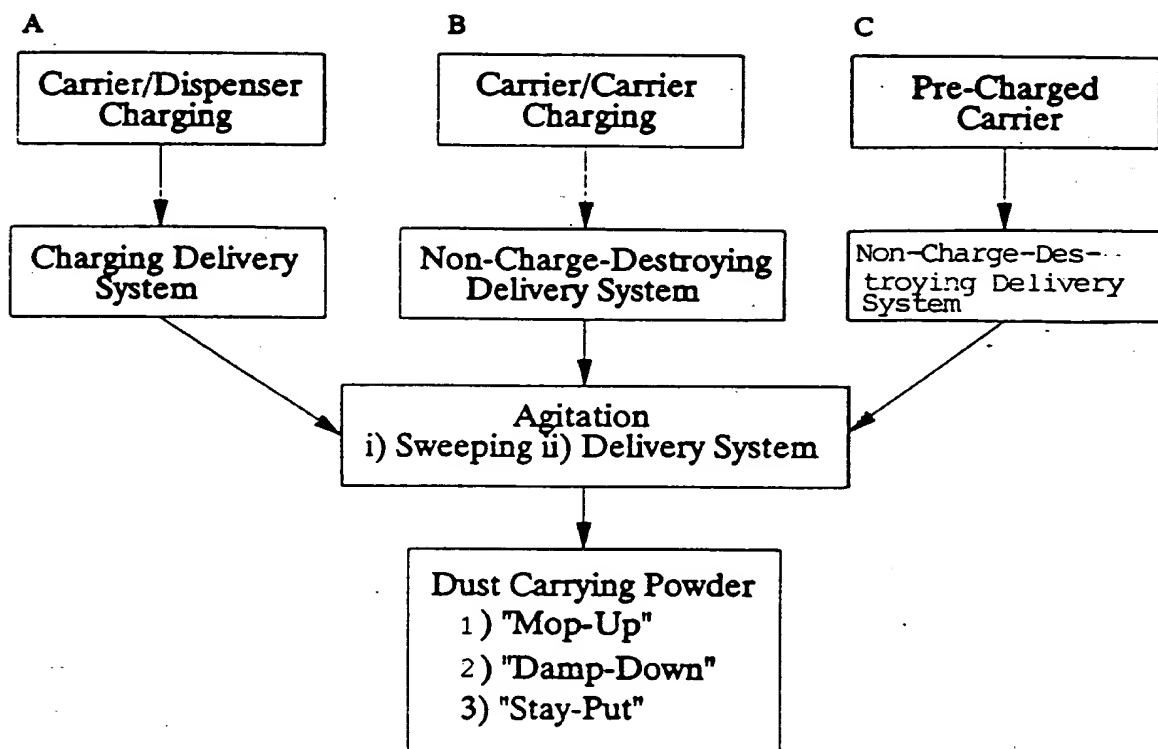 A
B
C
Carrier/Dispenser
Charging
Carrier/Carrier
Charging
Pre-Charged
Carrier
Charging Delivery
System
Non-Charge-Destroying
Delivery System
Non-Charge-Des-
troying Delivery
System
Agitation
i) Sweeping ii) Delivery System
Dust Carrying Powder
1) "Mop-Up"
2) "Damp-Down"
3) "Stay-Put"